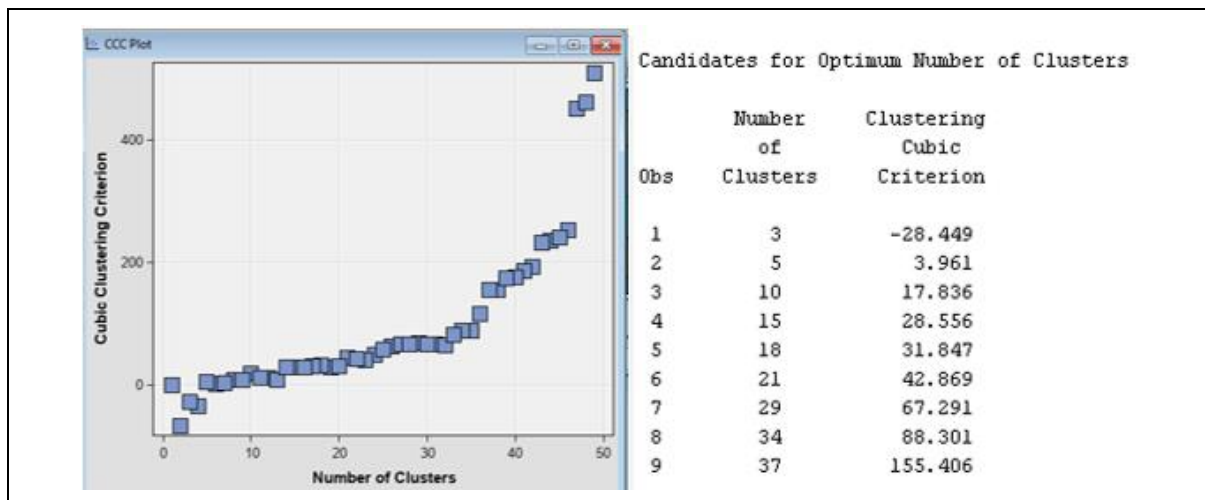 CCC Plot
Cubic Clustering Criterion
400
200
0
0 10 20 30 40 50
Number of Clusters
Candidates for Optimum Number of Clusters
Number Clustering
of Cubic
Obs Clusters Criterion
1 3 -28.449
2 5 3.961
3 10 17.836
4 15 28.556
5 18 31.847
6 21 42.869
7 29 67.291
8 34 88.301
9 37 155.406